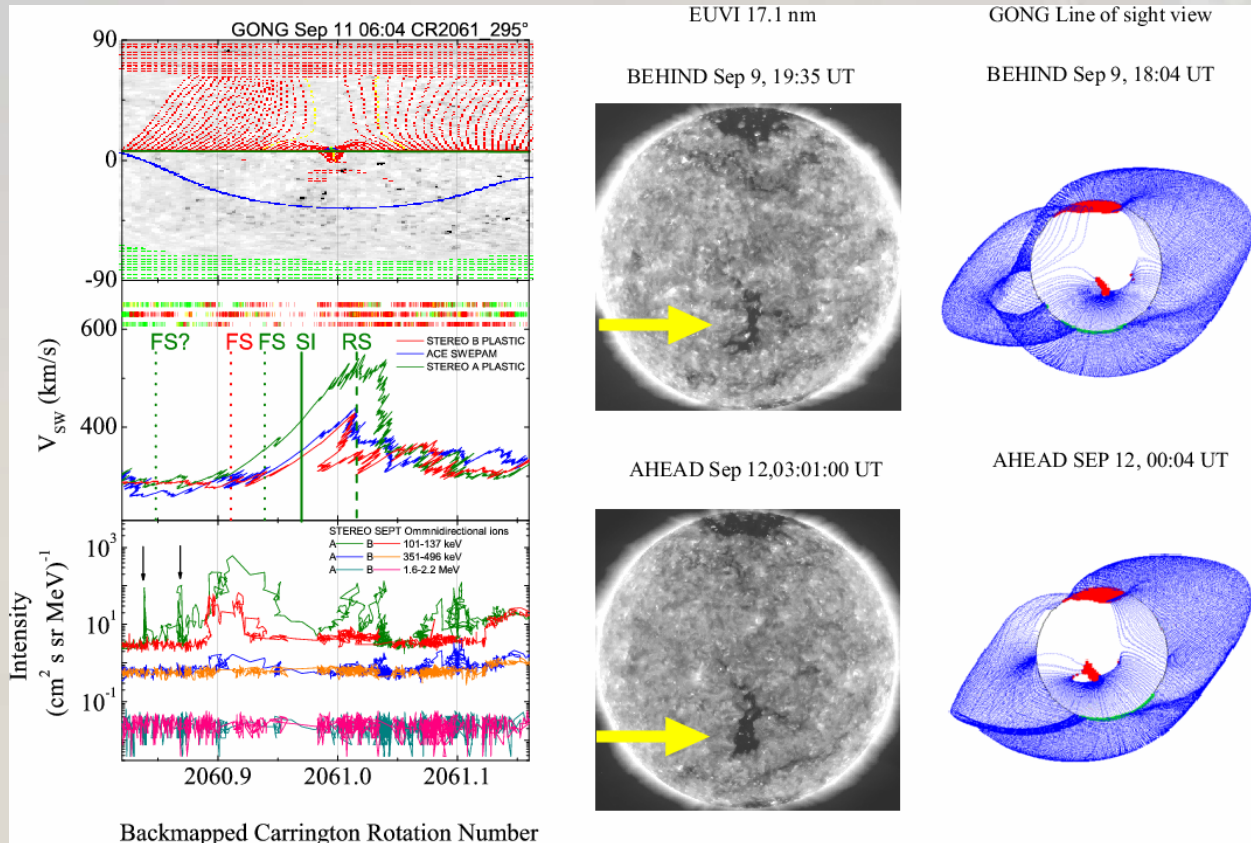 GONG Sep 11 06:04 CR2061_295°
90
0
-90
600
400
V_sw (km/s)
FS? FS FS SI RS
STEREO B PLASTIC
ACE SWEPAM
STEREO A PLASTIC
STEREO SEPT Ommnidirectional ions
A B 101-137 keV
A B 351-496 keV
A B 1.6-2.2 MeV
10³
10¹
10⁻¹
Intensity
(cm² s sr MeV)⁻¹
2060.9 2061.0 2061.1
Backmapped Carrington Rotation Number
EUVI 17.1 nm
BEHIND Sep 9, 19:35 UT
AHEAD Sep 12,03:01:00 UT
GONG Line of sight view
BEHIND Sep 9, 18:04 UT
AHEAD SEP 12, 00:04 UT